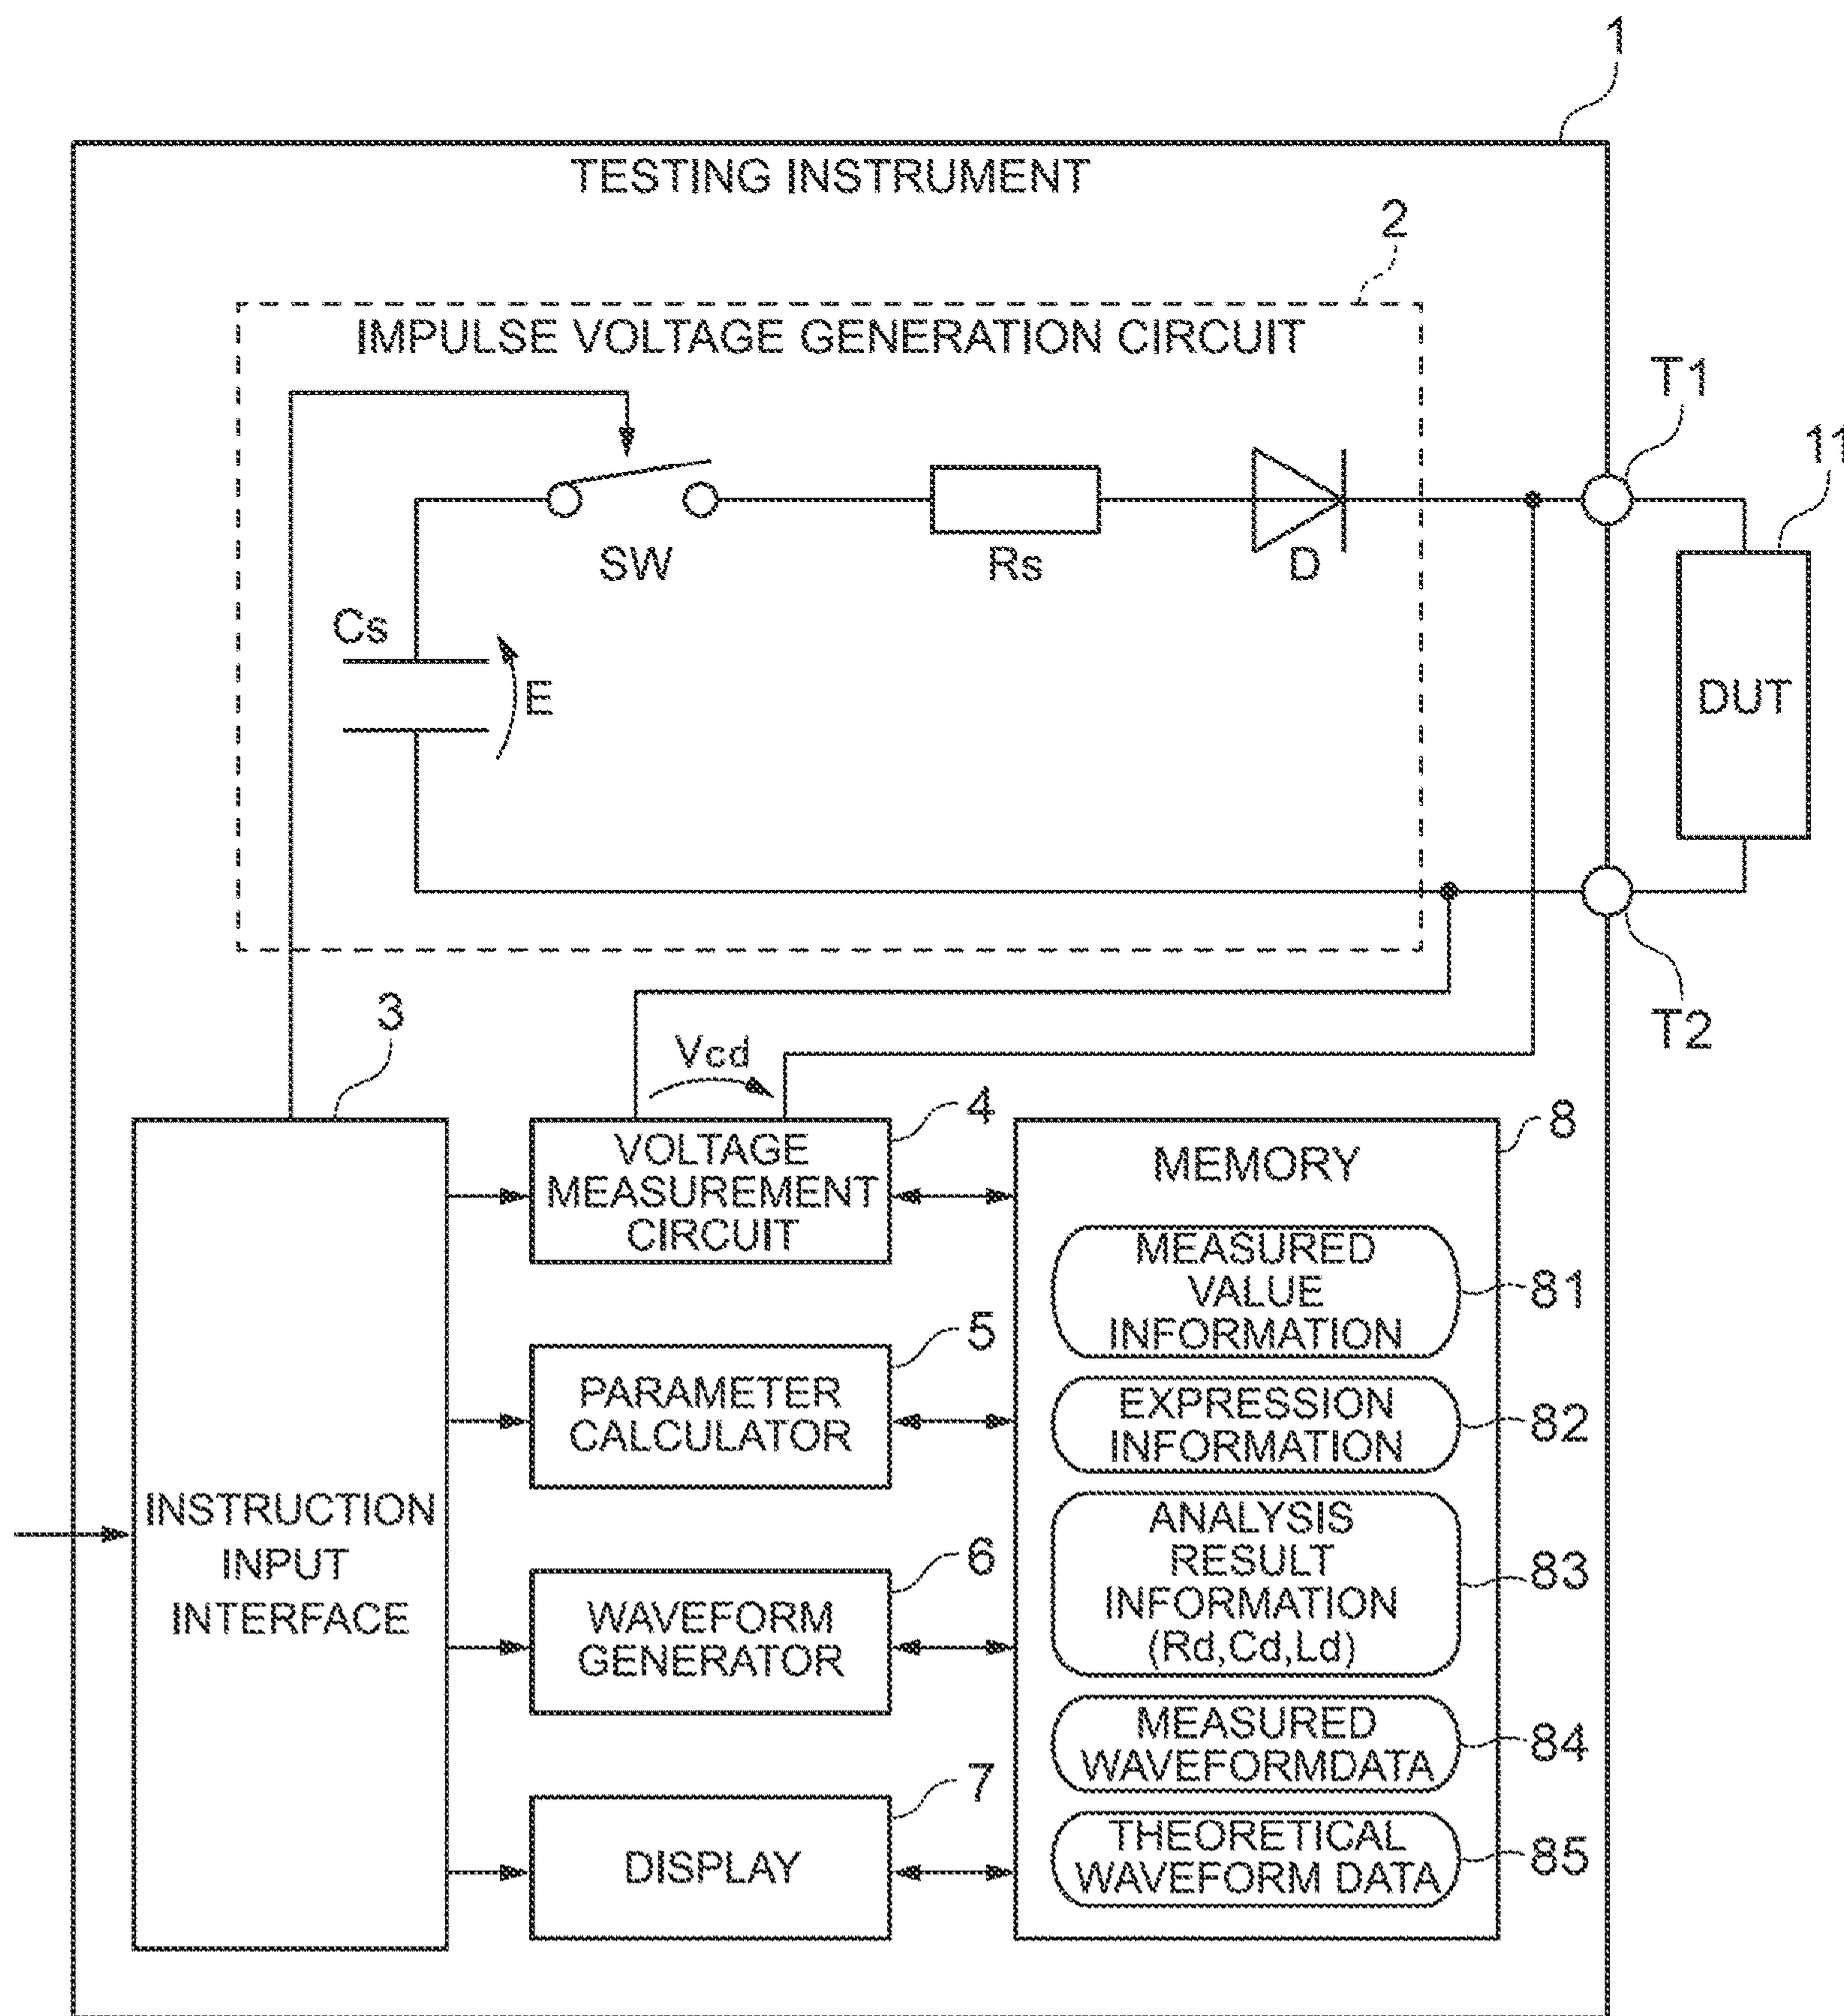 1
TESTING INSTRUMENT
2
IMPULSE VOLTAGE GENERATION CIRCUIT
T1
11
SW
Rs
D
Cs
E
DUT
T2
3
Vcd
4
8
VOLTAGE
MEASUREMENT
CIRCUIT
MEMORY
MEASURED
VALUE
INFORMATION
81
5
PARAMETER
CALCULATOR
EXPRESSION
INFORMATION
82
INSTRUCTION
INPUT
INTERFACE
6
WAVEFORM
GENERATOR
ANALYSIS
RESULT
INFORMATION
(Rd,Cd,Ld)
83
MEASURED
WAVEFORMDATA
84
7
DISPLAY
THEORETICAL
WAVEFORM DATA
85